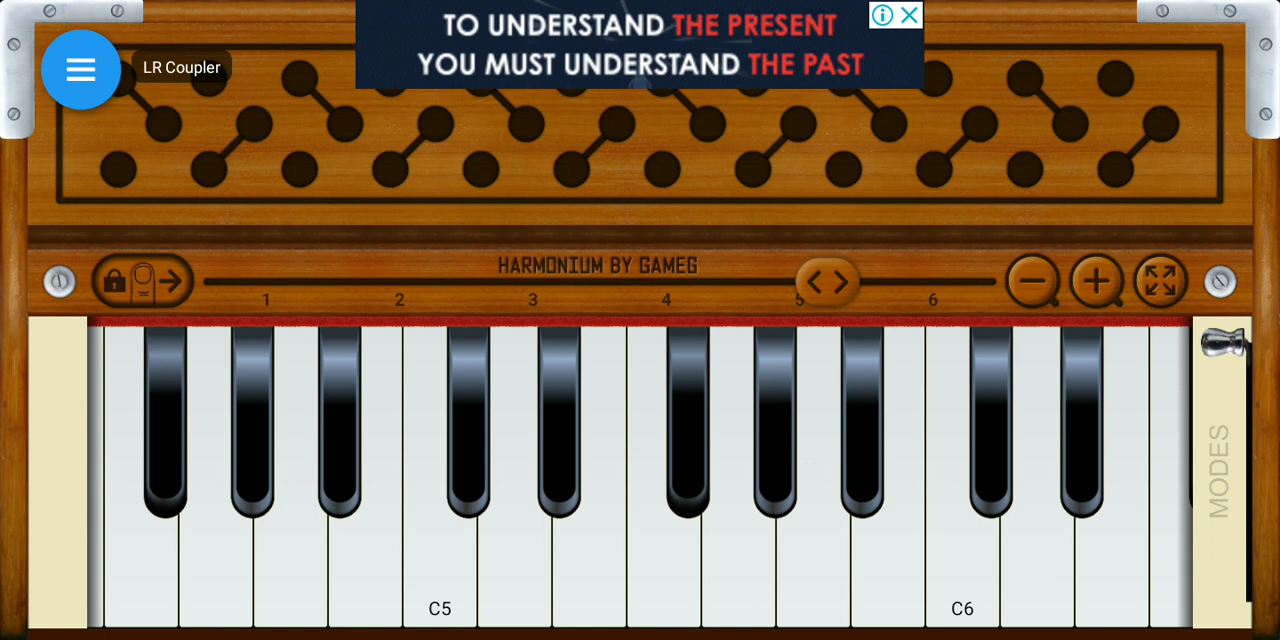 TO UNDERSTAND THE PRESENT
YOU MUST UNDERSTAND THE PAST
LR Coupler
HARMONIUM BY GAMEG
1 2 3 4 5 6
MODES
C5 C6